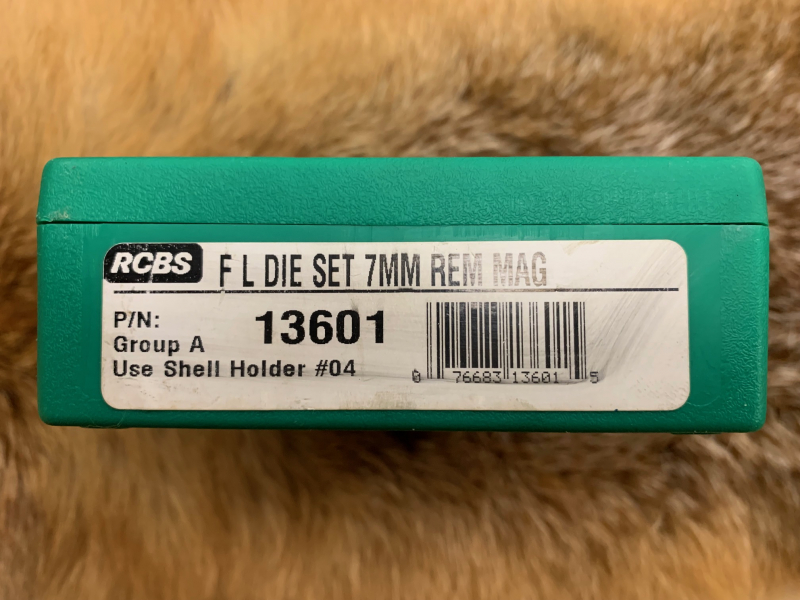 RCBS F L DIE SET 7MM REM MAG
P/N: 13601
Group A
Use Shell Holder #04
0 76683 13601 5